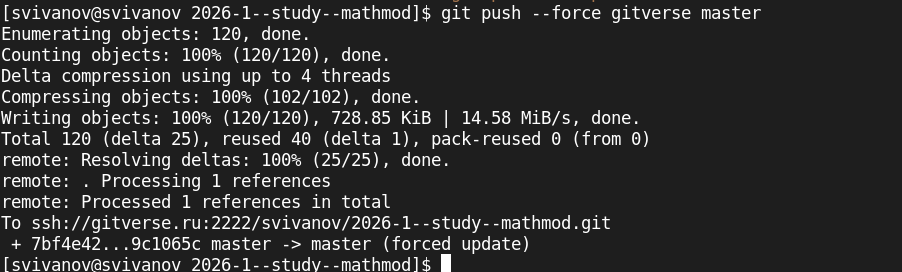 [svivanov@svivanov 2026-1--study--mathmod]$ git push --force gitverse master
Enumerating objects: 120, done.
Counting objects: 100% (120/120), done.
Delta compression using up to 4 threads
Compressing objects: 100% (102/102), done.
Writing objects: 100% (120/120), 728.85 KiB | 14.58 MiB/s, done.
Total 120 (delta 25), reused 40 (delta 1), pack-reused 0 (from 0)
remote: Resolving deltas: 100% (25/25), done.
remote: . Processing 1 references
remote: Processed 1 references in total
To ssh://gitverse.ru:2222/svivanov/2026-1--study--mathmod.git
 + 7bf4e42...9c1065c master -> master (forced update)
[svivanov@svivanov 2026-1--study--mathmod]$